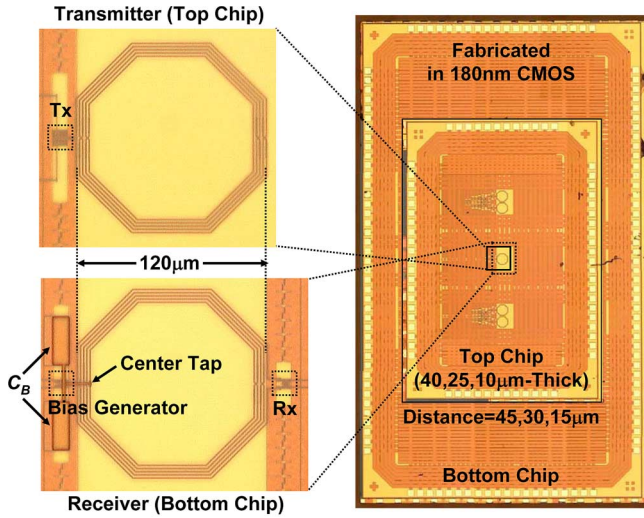 Transmitter (Top Chip)
Tx
120μm
Center Tap
C_B
Bias Generator
Rx
Receiver (Bottom Chip)
Fabricated
in 180nm CMOS
Top Chip
(40,25,10μm-Thick)
Distance=45,30,15μm
Bottom Chip